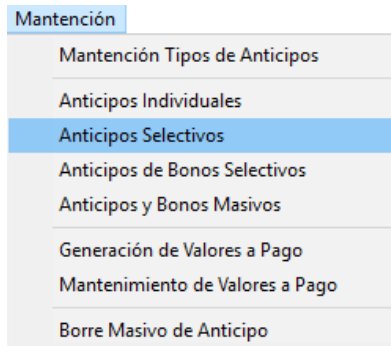 Mantención
Mantención Tipos de Anticipos
Anticipos Individuales
Anticipos Selectivos
Anticipos de Bonos Selectivos
Anticipos y Bonos Masivos
Generación de Valores a Pago
Mantenimiento de Valores a Pago
Borre Masivo de Anticipo